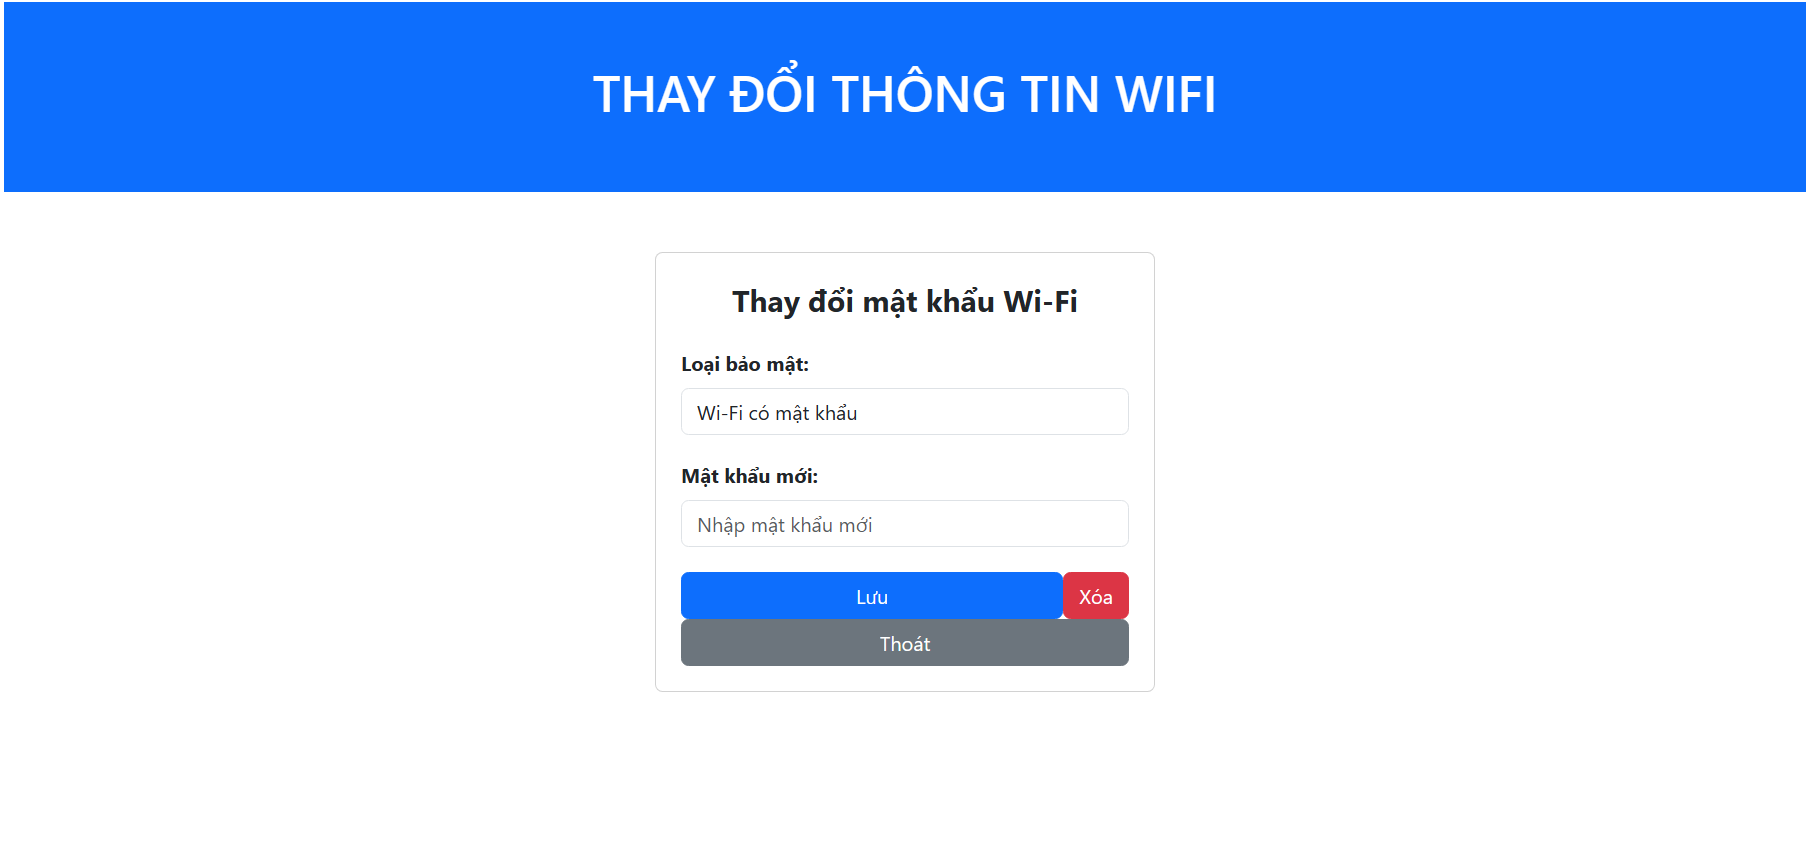 THAY ĐỔI THÔNG TIN WIFI
Thay đổi mật khẩu Wi-Fi
Loại bảo mật:
Wi-Fi có mật khẩu
Mật khẩu mới:
Nhập mật khẩu mới
Lưu
Xóa
Thoát